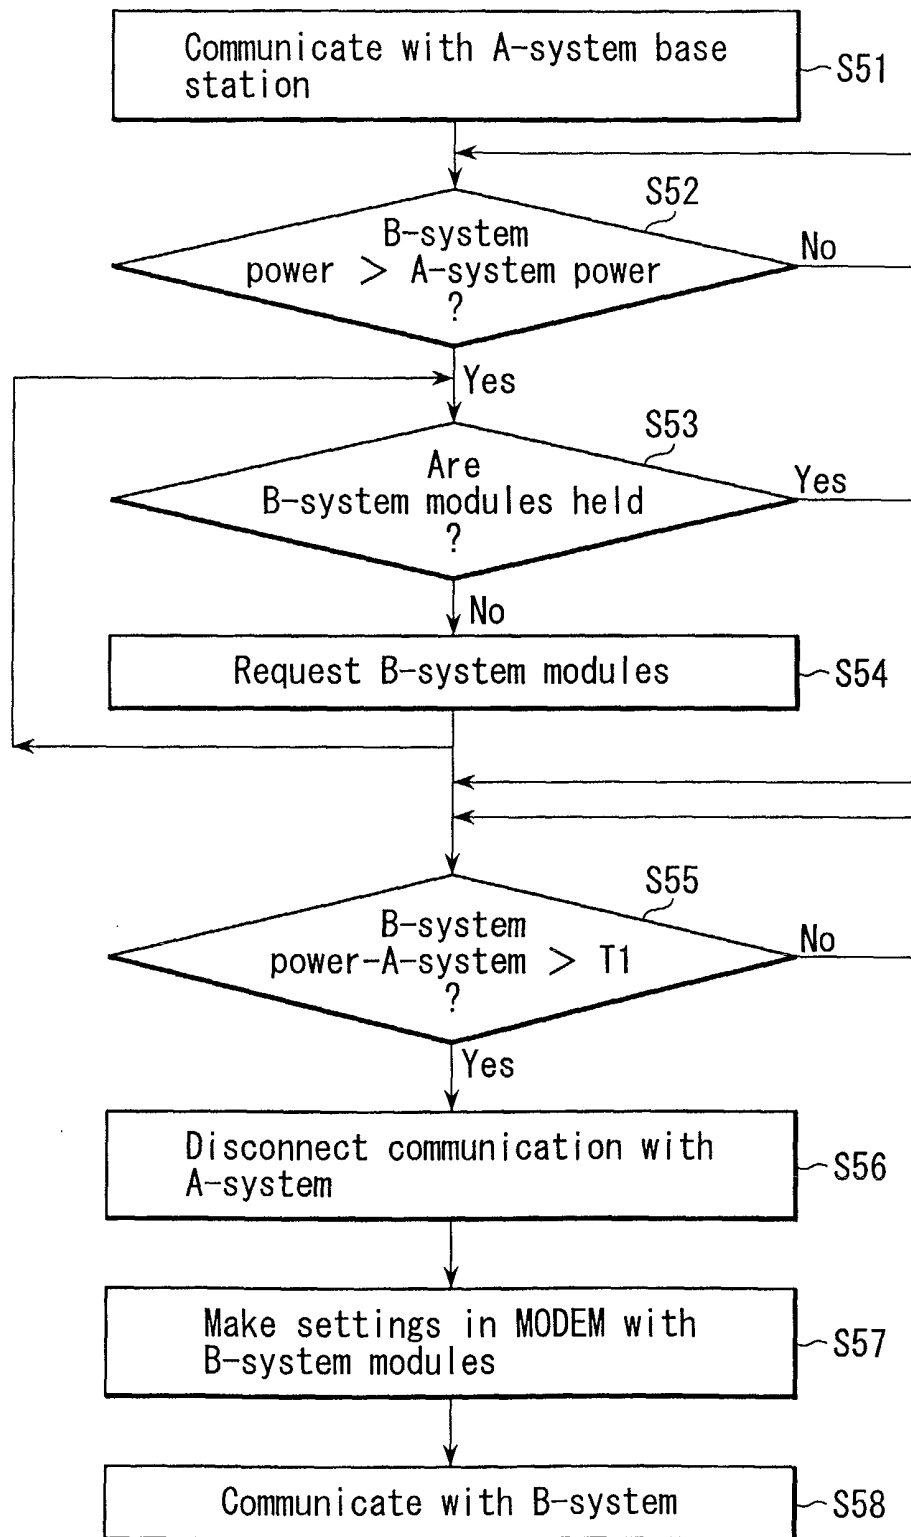 Communicate with A-system base
station
S51
S52
B-system
power > A-system power
?
No
Yes
S53
Are
B-system modules held
?
Yes
No
Request B-system modules
S54
S55
B-system
power-A-system > T1
?
No
Yes
Disconnect communication with
A-system
S56
Make settings in MODEM with
B-system modules
S57
Communicate with B-system
S58